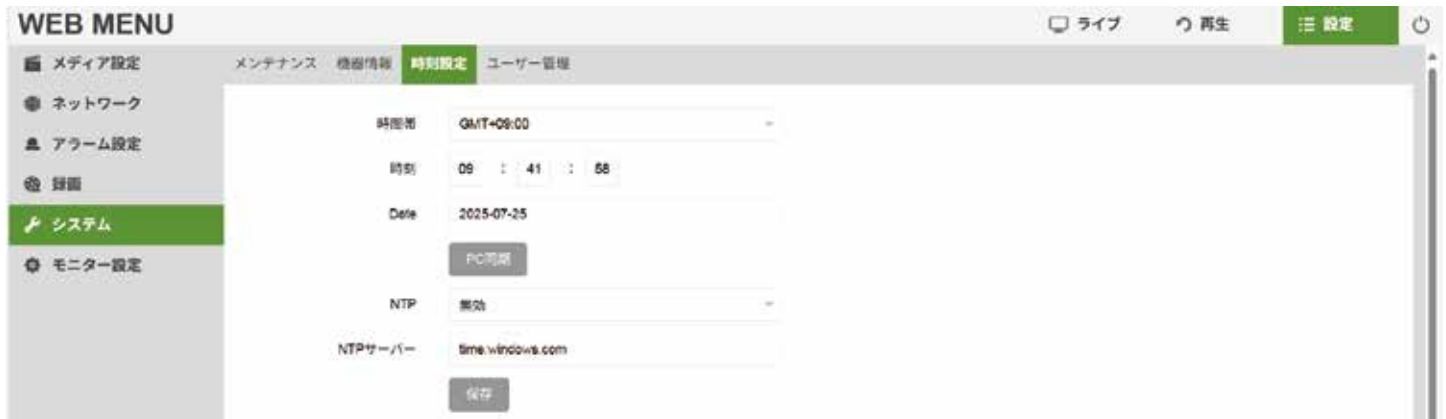 WEB MENU
ライブ
再生
設定
メディア設定
ネットワーク
アラーム設定
録画
システム
モニター設定
メンテナンス 機器情報 時刻設定 ユーザー管理
時間帯 GMT+09:00
時刻 09 : 41 : 58
Date 2025-07-25
PC同期
NTP 無効
NTPサーバー time.windows.com
保存